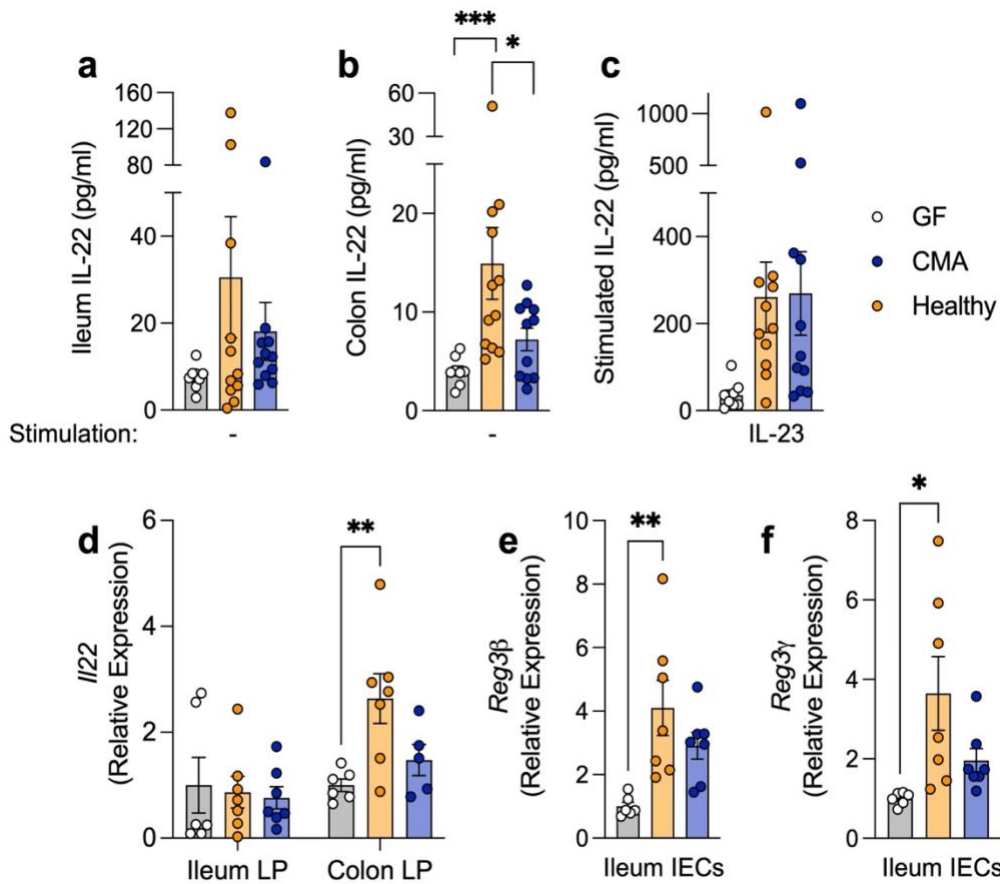 a
160
120
80
40
20
0
Ileum IL-22 (pg/ml)
Stimulation:
-
b
***
*
60
30
20
10
0
Colon IL-22 (pg/ml)
-
c
1000
500
400
200
0
Stimulated IL-22 (pg/ml)
IL-23
GF
CMA
Healthy
d
6
4
2
0
Il22
(Relative Expression)
**
Ileum LP
Colon LP
e
10
8
6
4
2
0
Reg3β
(Relative Expression)
**
Ileum IECs
f
8
6
4
2
0
Reg3γ
(Relative Expression)
*
Ileum IECs